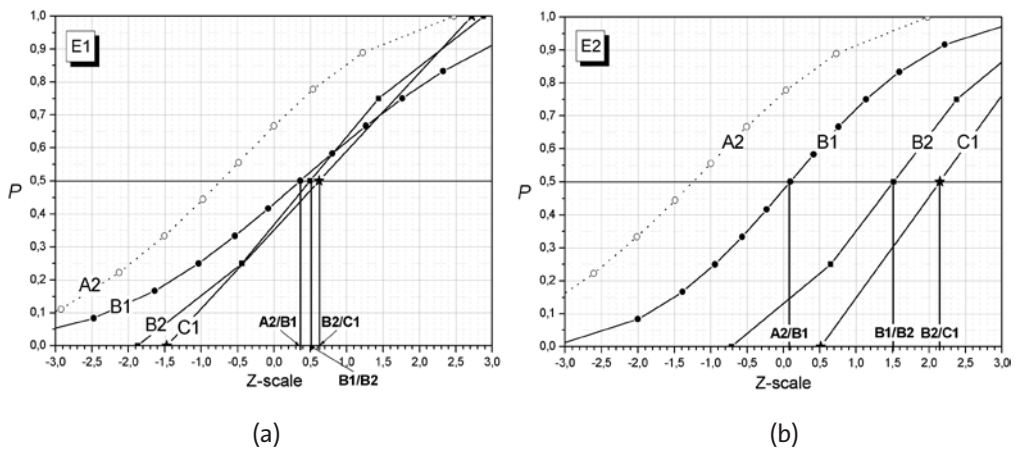 E1
1,0
0,9
0,8
0,7
0,6
0,5
0,4
0,3
0,2
0,1
0,0
P
A2
B1
B2
C1
A2/B1
B2/C1
B1/B2
-3,0 -2,5 -2,0 -1,5 -1,0 -0,5 0,0 0,5 1,0 1,5 2,0 2,5 3,0
Z-scale
(a)
E2
1,0
0,9
0,8
0,7
0,6
0,5
0,4
0,3
0,2
0,1
0,0
P
A2
B1
B2
C1
A2/B1
B1/B2
B2/C1
-3,0 -2,5 -2,0 -1,5 -1,0 -0,5 0,0 0,5 1,0 1,5 2,0 2,5 3,0
Z-scale
(b)